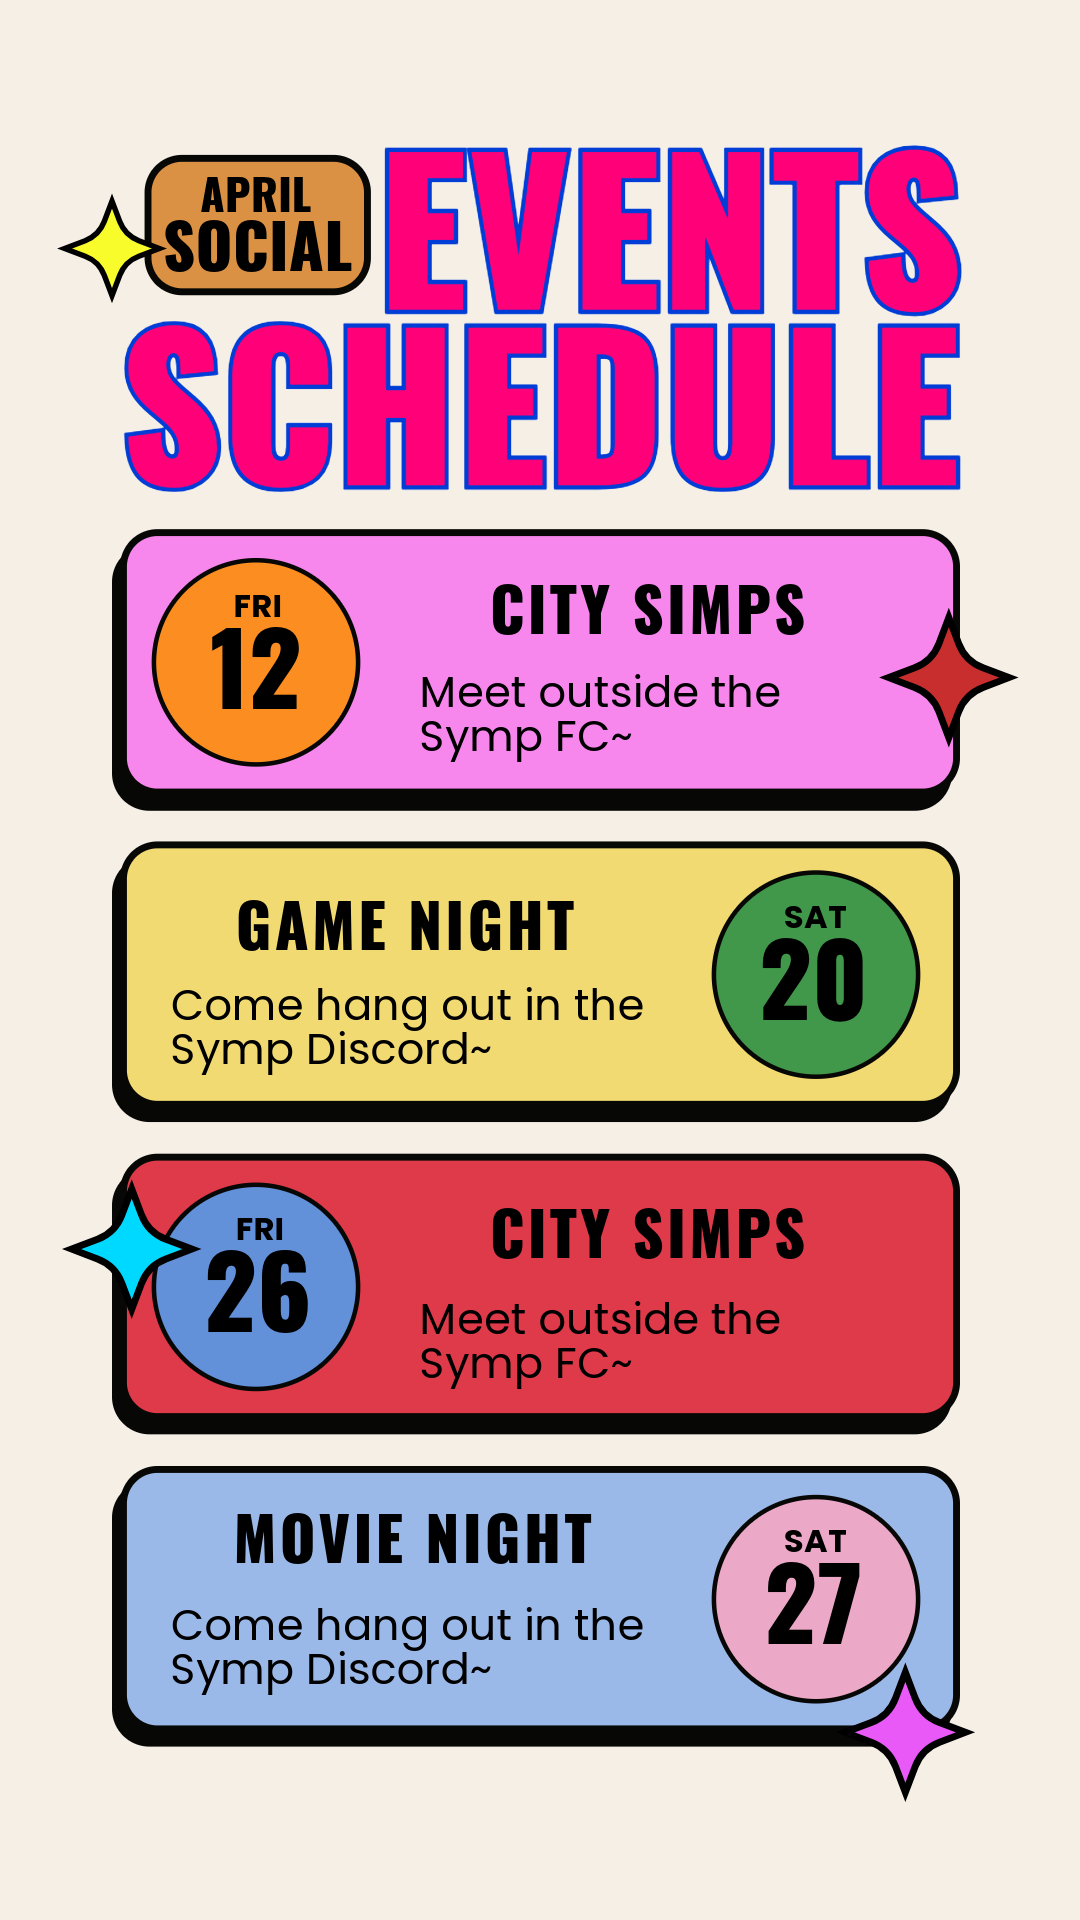 APRIL
SOCIAL
EVENTS
SCHEDULE
FRI
12
CITY SIMPS
Meet outside the
Symp FC~
GAME NIGHT
Come hang out in the
Symp Discord~
SAT
20
FRI
26
CITY SIMPS
Meet outside the
Symp FC~
MOVIE NIGHT
Come hang out in the
Symp Discord~
SAT
27